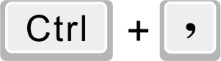 Ctrl + ,